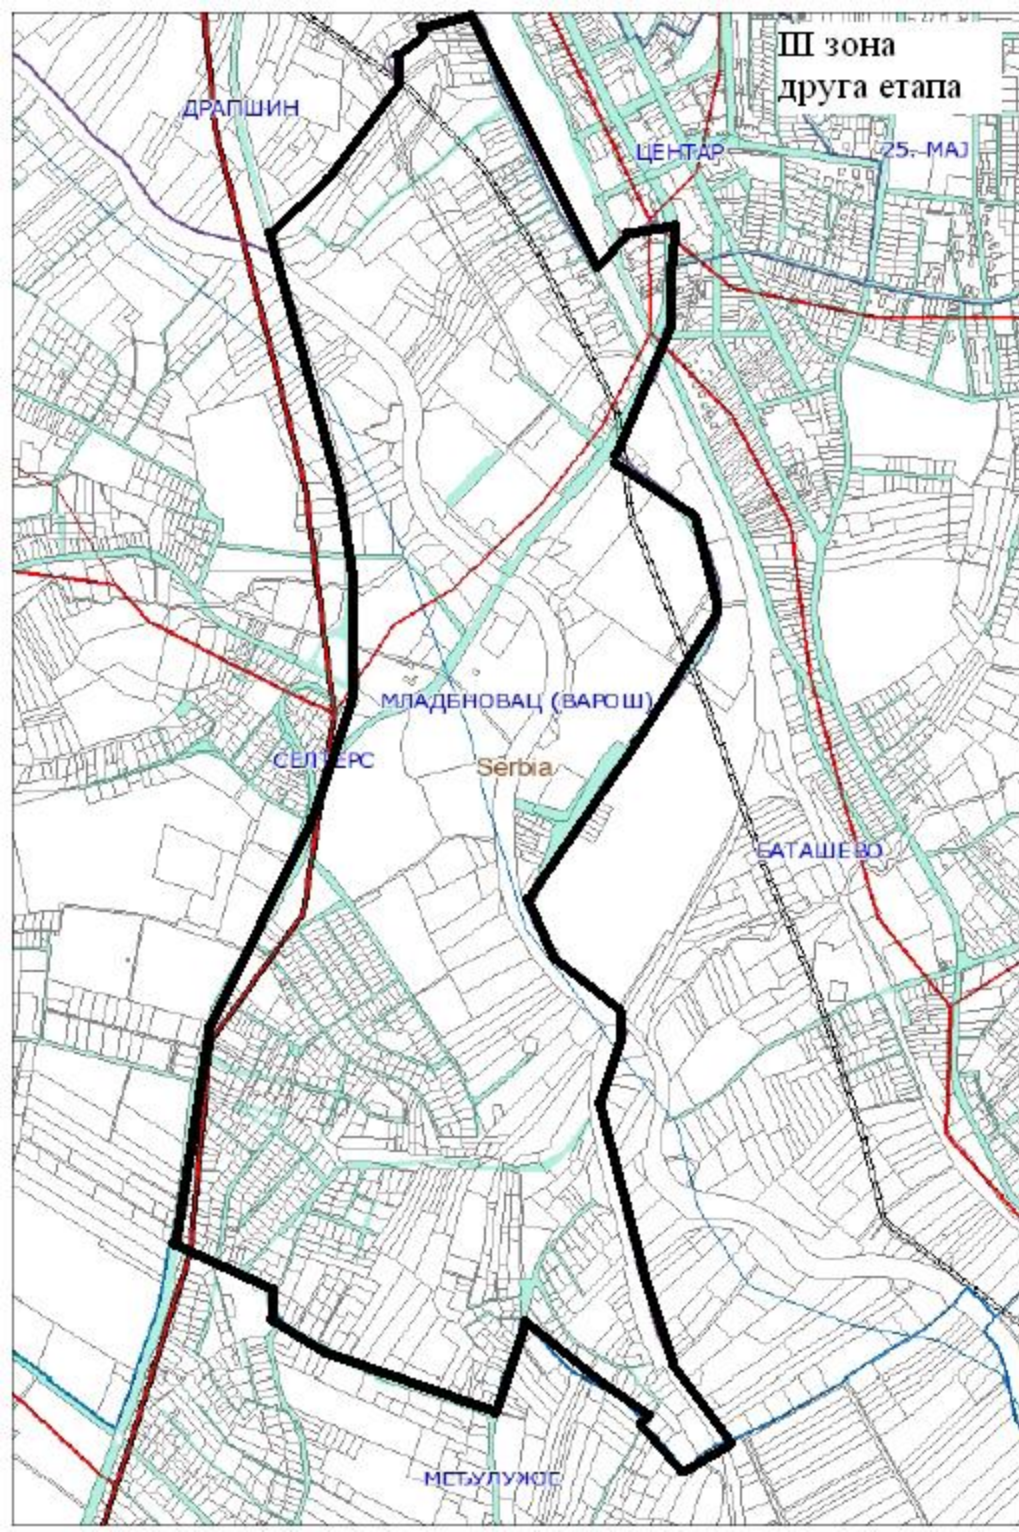 III зона
друга етапа
ДРАПШИН
ЦЕНТАР
25. МАЈ
МЛАДЕНОВАЦ (ВАРОШ)
СЕЛТЕРС
Serbia
БАТАШЕВО
МЕЂУЛУЖЈЕ